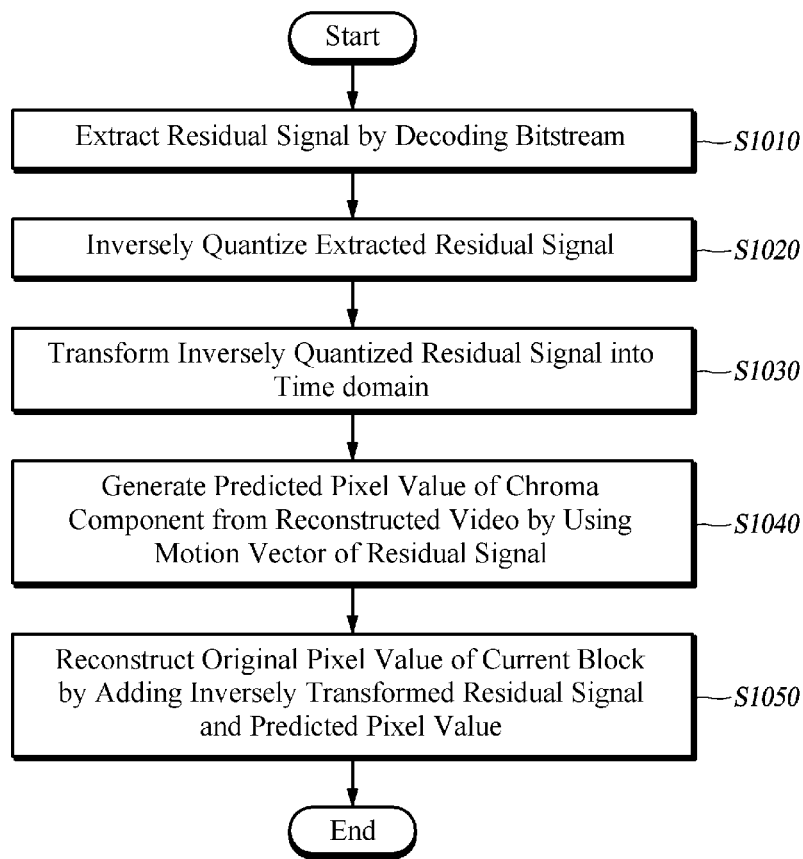 Start
Extract Residual Signal by Decoding Bitstream
S1010
Inversely Quantize Extracted Residual Signal
S1020
Transform Inversely Quantized Residual Signal into
Time domain
S1030
Generate Predicted Pixel Value of Chroma
Component from Reconstructed Video by Using
Motion Vector of Residual Signal
S1040
Reconstruct Original Pixel Value of Current Block
by Adding Inversely Transformed Residual Signal
and Predicted Pixel Value
S1050
End